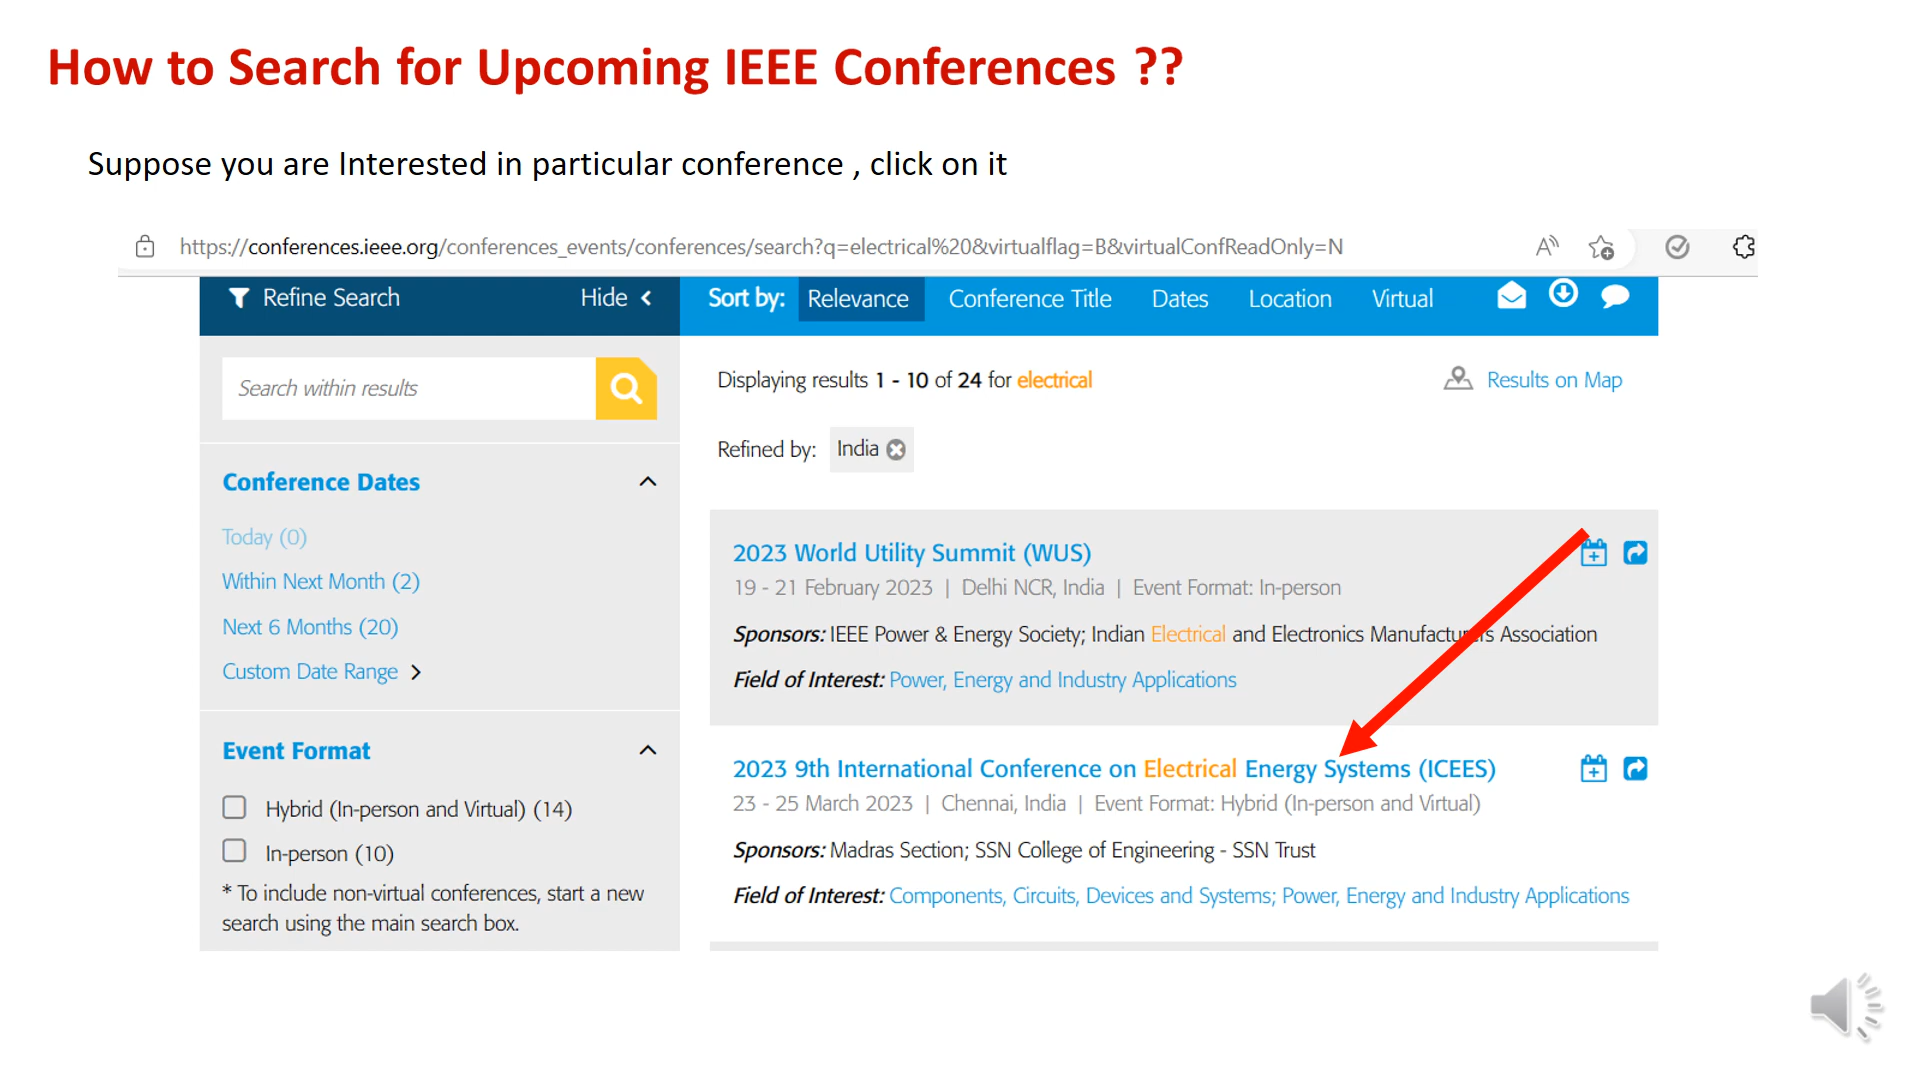 How to Search for Upcoming IEEE Conferences ??
Suppose you are Interested in particular conference , click on it
https://conferences.ieee.org/conferences_events/conferences/search?q=electrical%20&virtualflag=B&virtualConfReadOnly=N
Refine Search Hide
Sort by: Relevance Conference Title Dates Location Virtual
Search within results
Conference Dates
Today (0)
Within Next Month (2)
Next 6 Months (20)
Custom Date Range
Event Format
Hybrid (In-person and Virtual) (14)
In-person (10)
* To include non-virtual conferences, start a new
search using the main search box.
Displaying results 1 - 10 of 24 for electrical
Results on Map
Refined by: India
2023 World Utility Summit (WUS)
19 - 21 February 2023 | Delhi NCR, India | Event Format: In-person
Sponsors: IEEE Power & Energy Society; Indian Electrical and Electronics Manufacturers Association
Field of Interest: Power, Energy and Industry Applications
2023 9th International Conference on Electrical Energy Systems (ICEES)
23 - 25 March 2023 | Chennai, India | Event Format: Hybrid (In-person and Virtual)
Sponsors: Madras Section; SSN College of Engineering - SSN Trust
Field of Interest: Components, Circuits, Devices and Systems; Power, Energy and Industry Applications